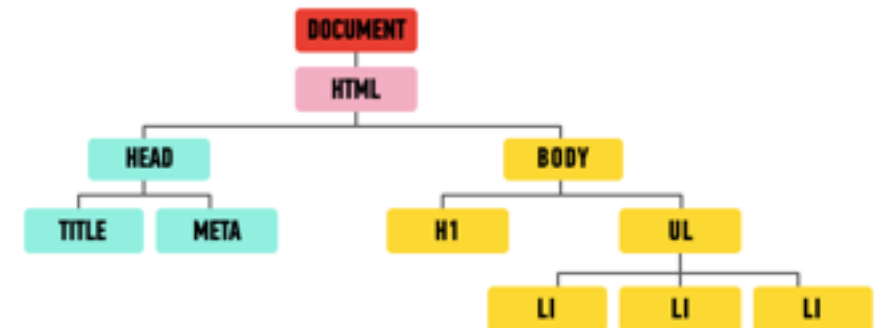 DOCUMENT
HTML
HEAD
BODY
TITLE
META
H1
UL
LI
LI
LI